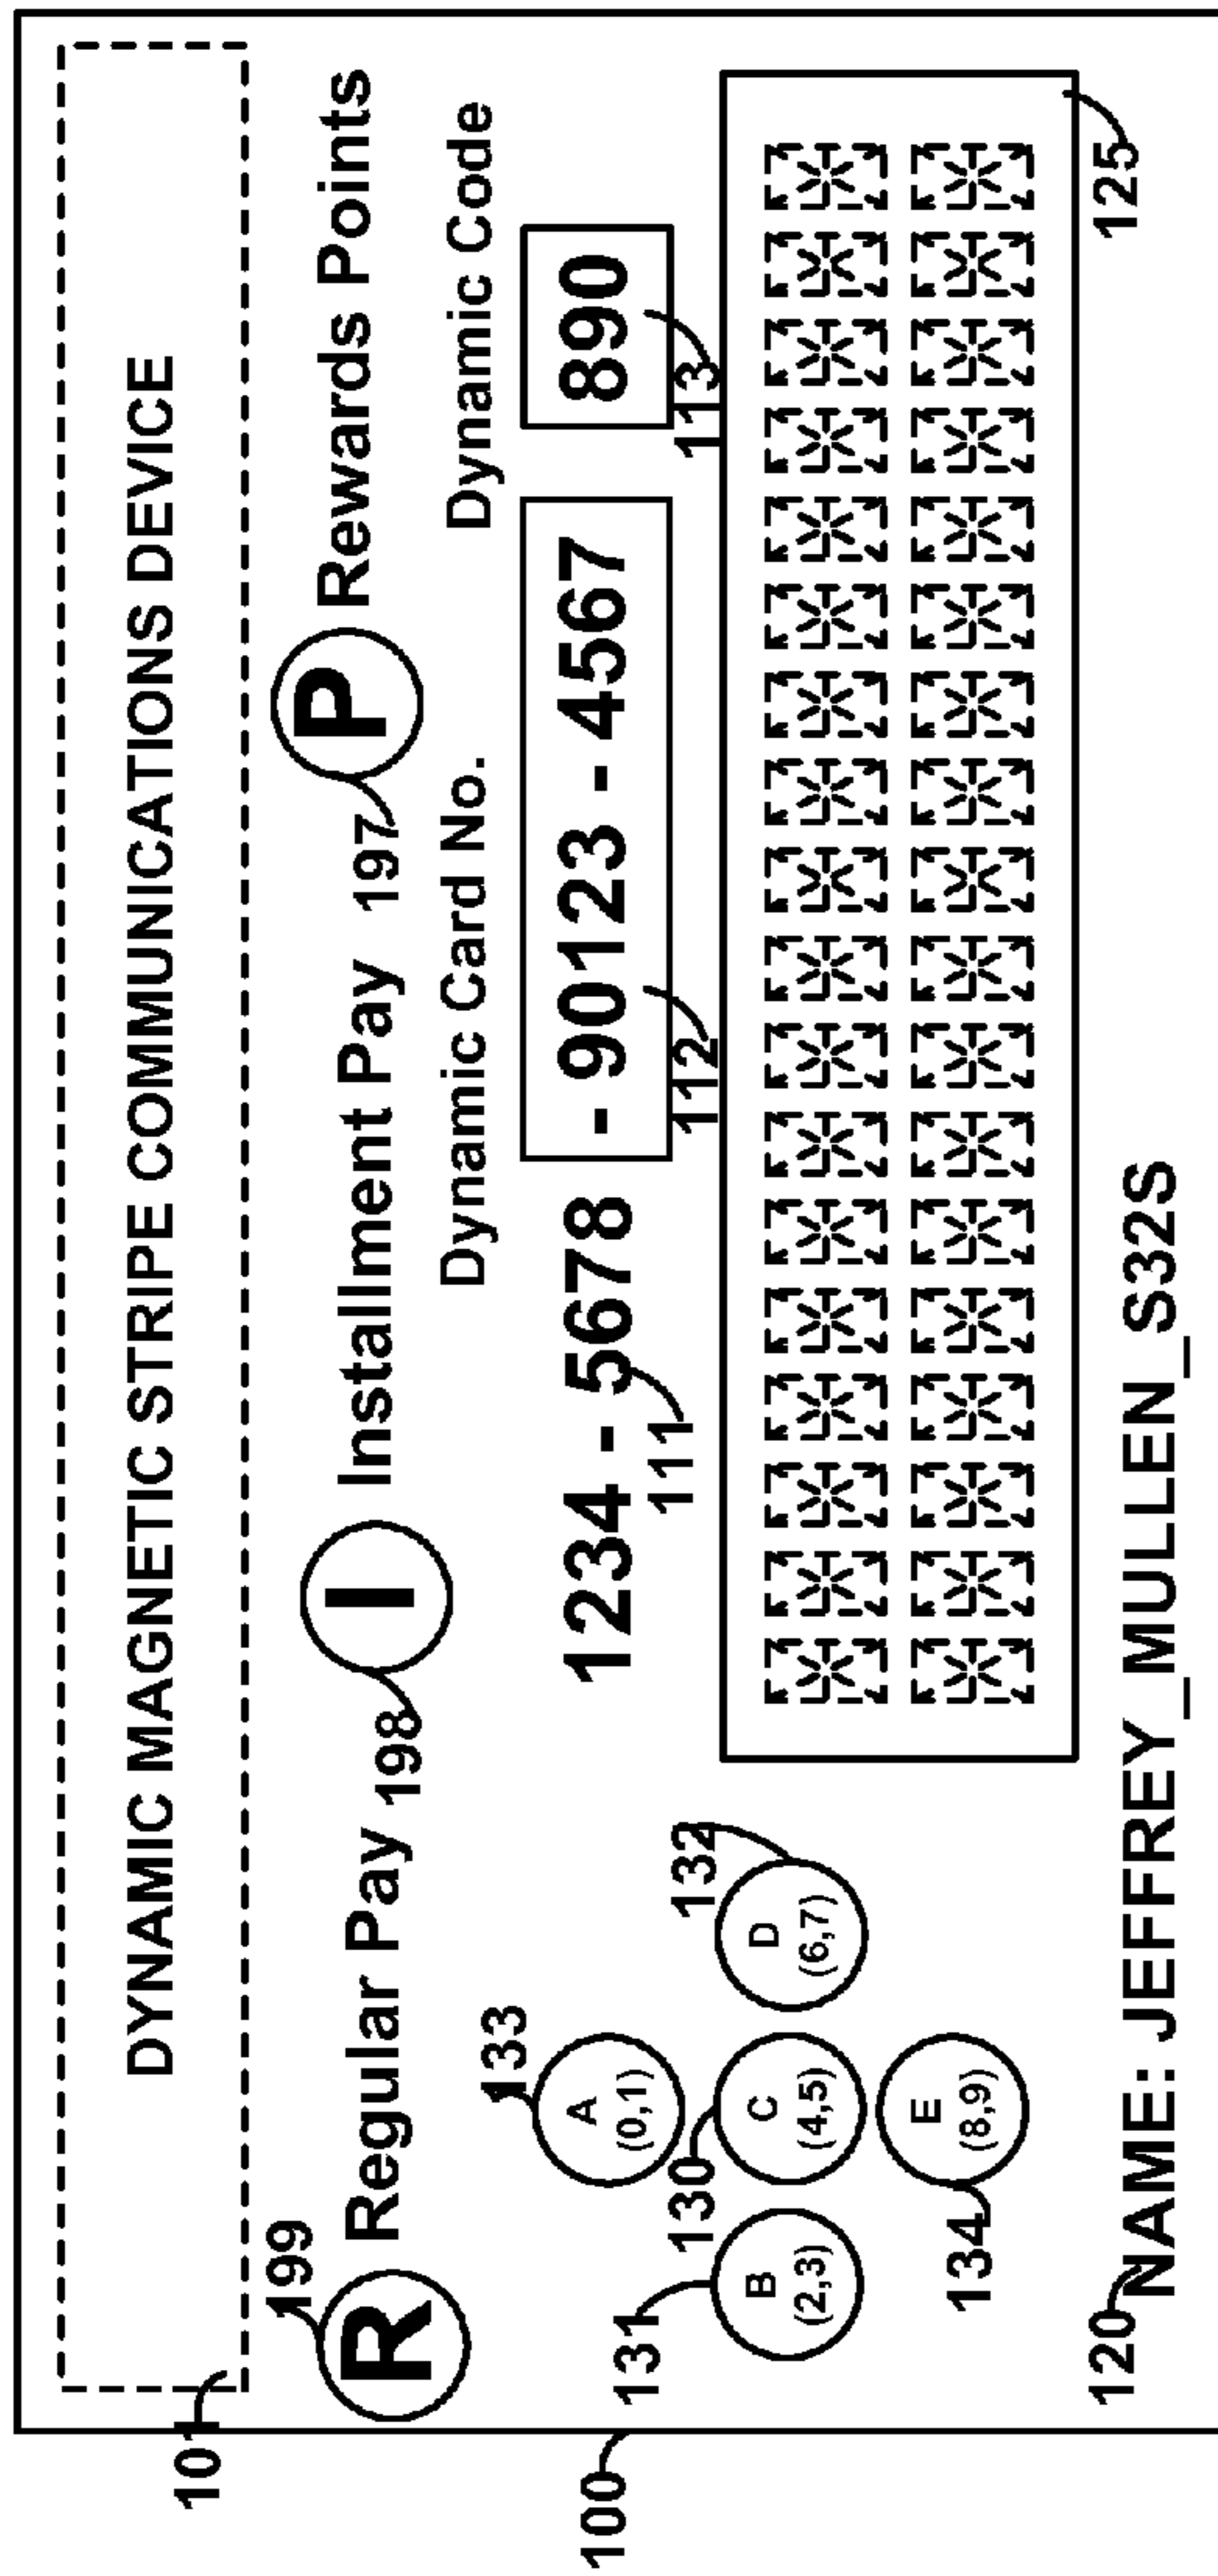 101
DYNAMIC MAGNETIC STRIPE COMMUNICATIONS DEVICE
199
R Regular Pay 198 I Installment Pay 197 P Rewards Points
Dynamic Card No. Dynamic Code
133
1234 - 5678 - 90123 - 4567 890
100
131 130 132 111 112 113
A
(0,1)
B
(2,3)
C
(4,5)
D
(6,7)
E
(8,9)
134
125
120
NAME: JEFFREY_MULLEN_S32S